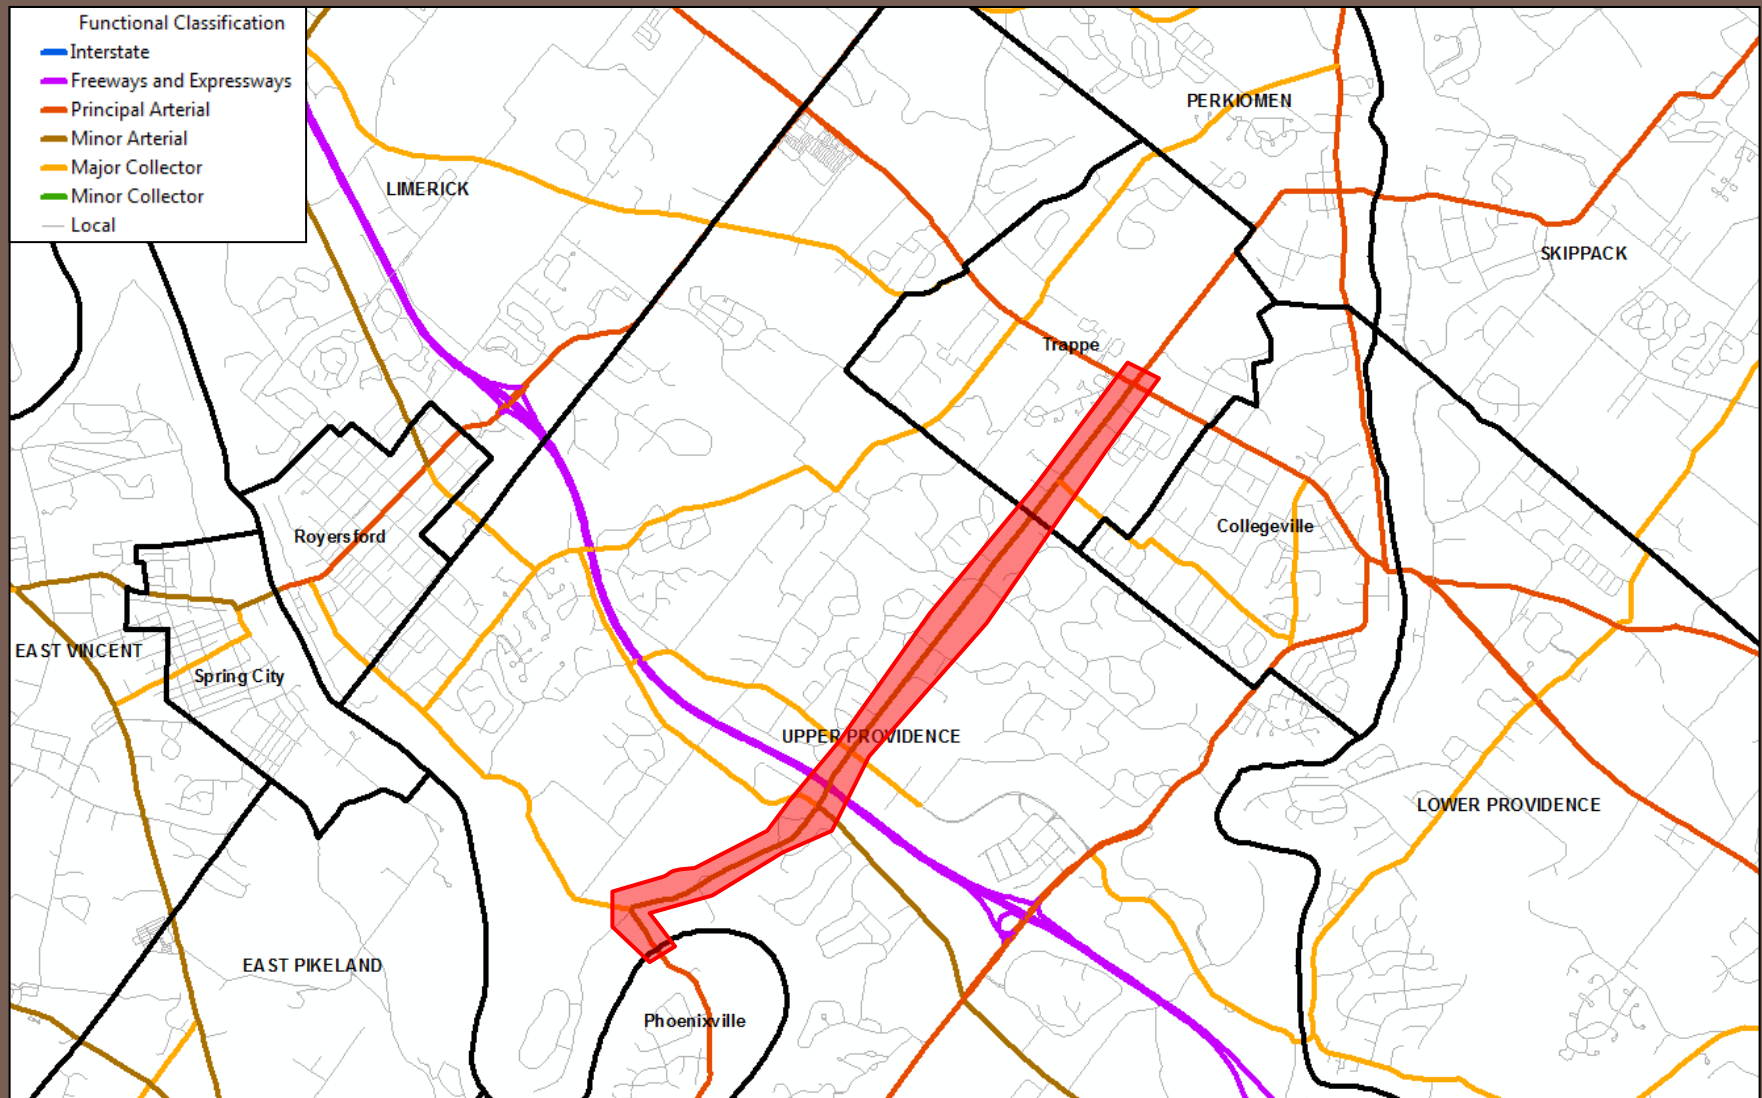 Functional Classification
Interstate
Freeways and Expressways
Principal Arterial
Minor Arterial
Major Collector
Minor Collector
Local
PERKIOMEN
LIMERICK
SKIPPACK
Trappe
Collegeville
Royersford
EAST VINCENT
Spring City
UPPER PROVIDENCE
LOWER PROVIDENCE
EAST PIKELAND
Phoenixville